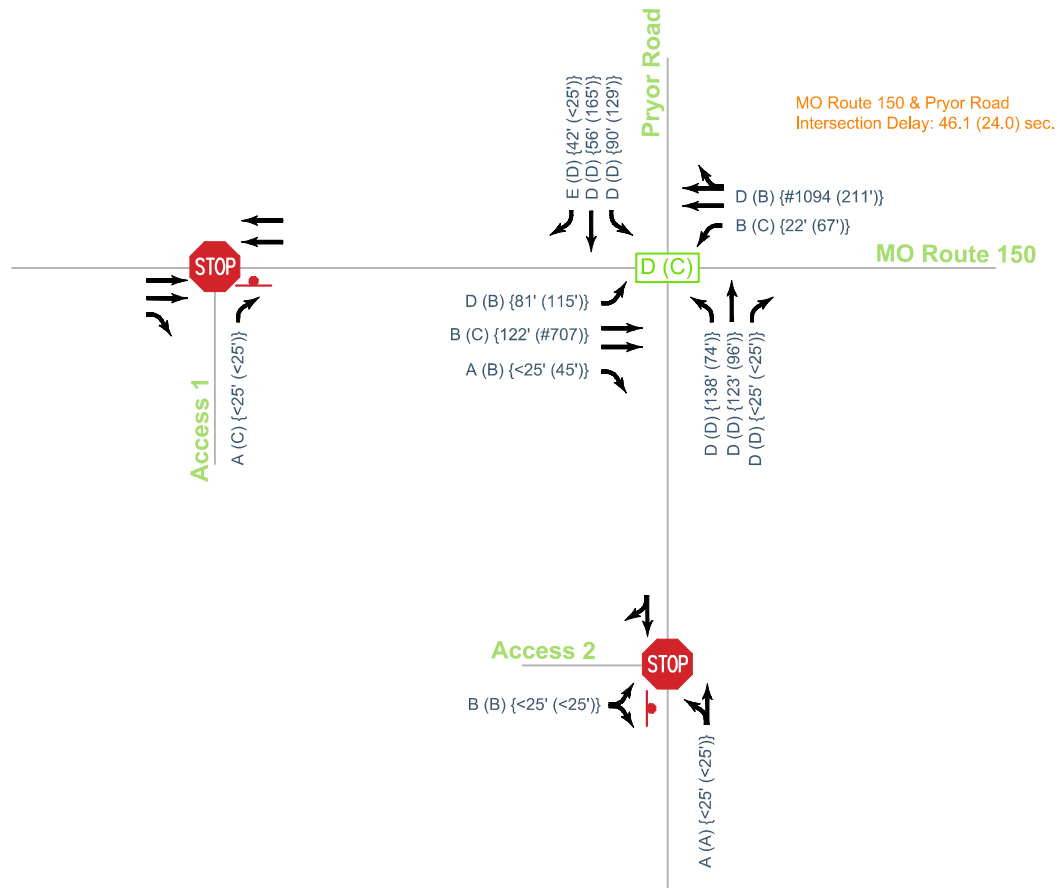 Pryor Road
MO Route 150 & Pryor Road
Intersection Delay: 46.1 (24.0) sec.
E (D) {42' (<25')}
D (D) {56' (165')}
D (D) {90' (129')}
D (B) {#1094 (211')}
B (C) {22' (67')}
MO Route 150
STOP
D (C)
D (B) {81' (115')}
B (C) {122' (#707)}
A (B) {<25' (45')}
Access 1
A (C) {<25' (<25')}
D (D) {138' (74')}
D (D) {123' (96')}
D (D) {<25' (<25')}
Access 2
STOP
B (B) {<25' (<25')}
A (A) {<25' (<25')}